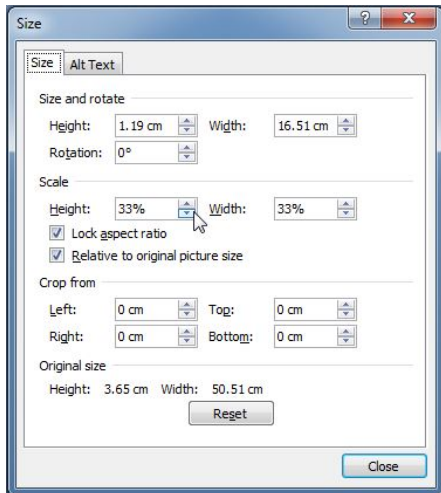 Size
Size Alt Text
Size and rotate
Height: 1.19 cm Width: 16.51 cm
Rotation: 0°
Scale
Height: 33% Width: 33%
Lock aspect ratio
Relative to original picture size
Crop from
Left: 0 cm Top: 0 cm
Right: 0 cm Bottom: 0 cm
Original size
Height: 3.65 cm Width: 50.51 cm
Reset
Close